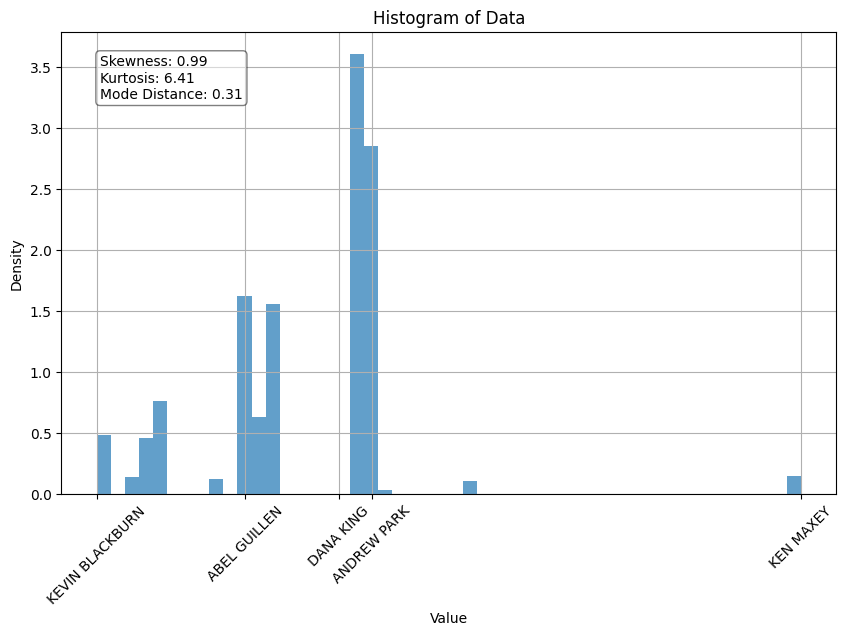 Histogram of Data
Skewness: 0.99
Kurtosis: 6.41
Mode Distance: 0.31
3.5
3.0
2.5
2.0
1.5
1.0
0.5
0.0
Density
KEVIN BLACKBURN
ABEL GUILLEN
DANA KING
ANDREW PARK
KEN MAXEY
Value